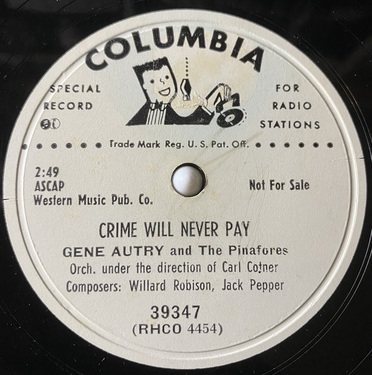 COLUMBIA
SPECIAL FOR
RECORD RADIO
STATIONS
Trade Mark Reg. U.S. Pat. Off.
2:49
ASCAP Not For Sale
Western Music Pub. Co.
CRIME WILL NEVER PAY
GENE AUTRY and The Pinafores
Orch. under the direction of Carl Cotner
Composers: Willard Robison, Jack Pepper
39347
(RHCO 4454)